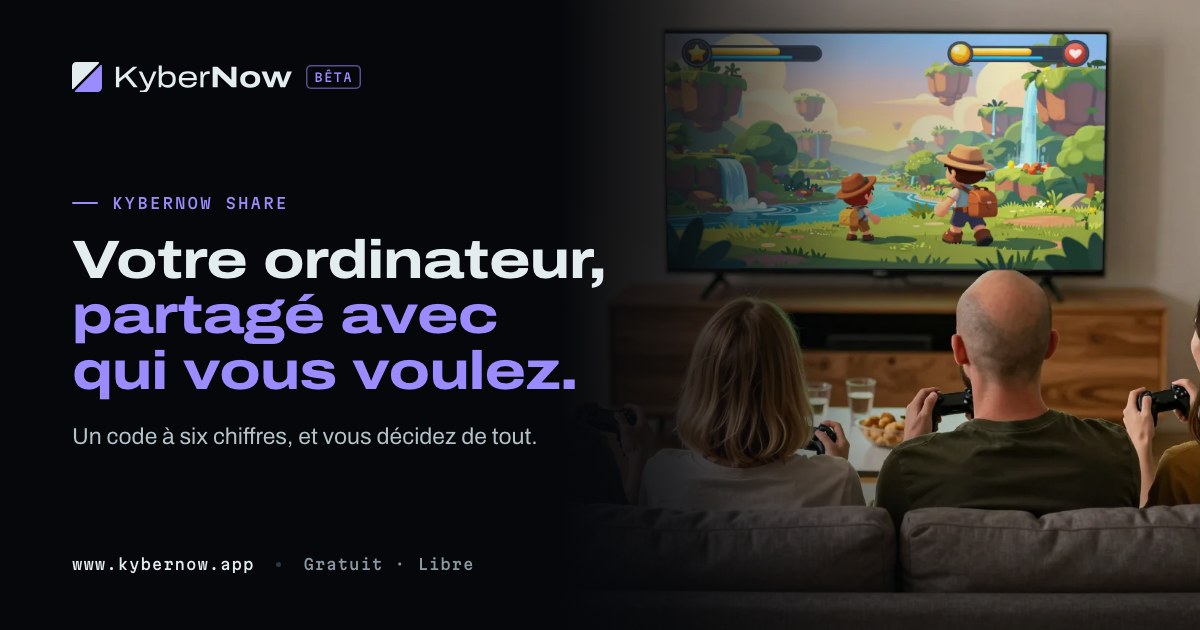 KyberNow BÊTA
KYBERNOW SHARE
Votre ordinateur,
partagé avec
qui vous voulez.
Un code à six chiffres, et vous décidez de tout.
www.kybernow.app • Gratuit · Libre